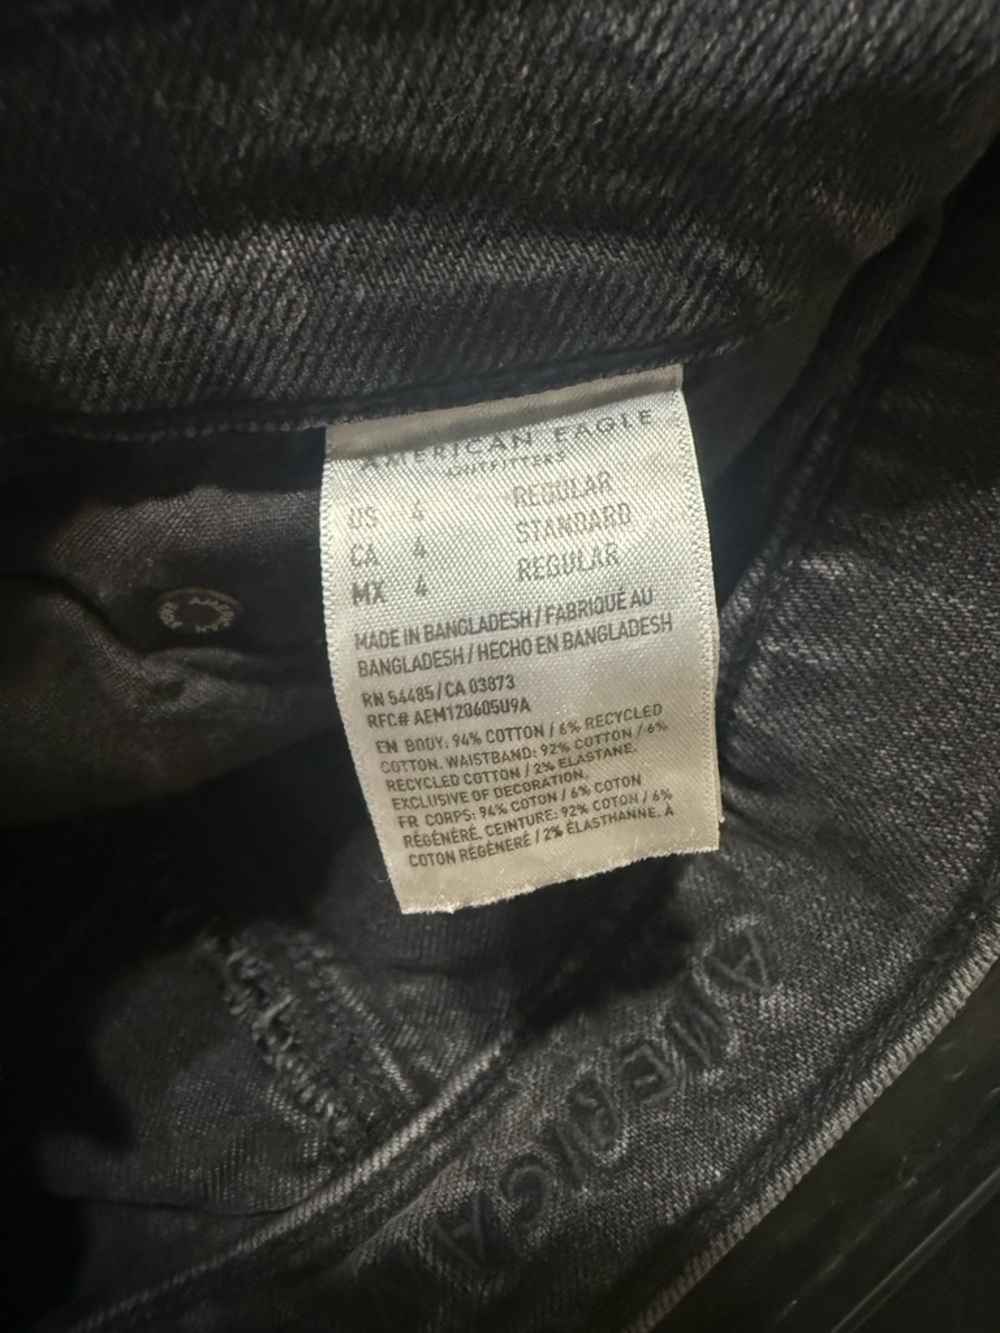 AMERICAN EAGLE
OUTFITTERS
US 4 REGULAR
CA 4 STANDARD
MX 4 REGULAR
MADE IN BANGLADESH / FABRIQUÉ AU
BANGLADESH / HECHO EN BANGLADESH
RN 54485 / CA 03873
RFC# AEM120605U9A
EN BODY: 94% COTTON / 6% RECYCLED
COTTON. WAISTBAND: 92% COTTON / 6%
RECYCLED COTTON / 2% ELASTANE.
EXCLUSIVE OF DECORATION.
FR CORPS: 94% COTON / 6% COTON
RÉGÉNÉRÉ. CEINTURE: 92% COTON / 6%
COTON RÉGÉNERÉ / 2% ÉLASTHANNE. À
AMERICA